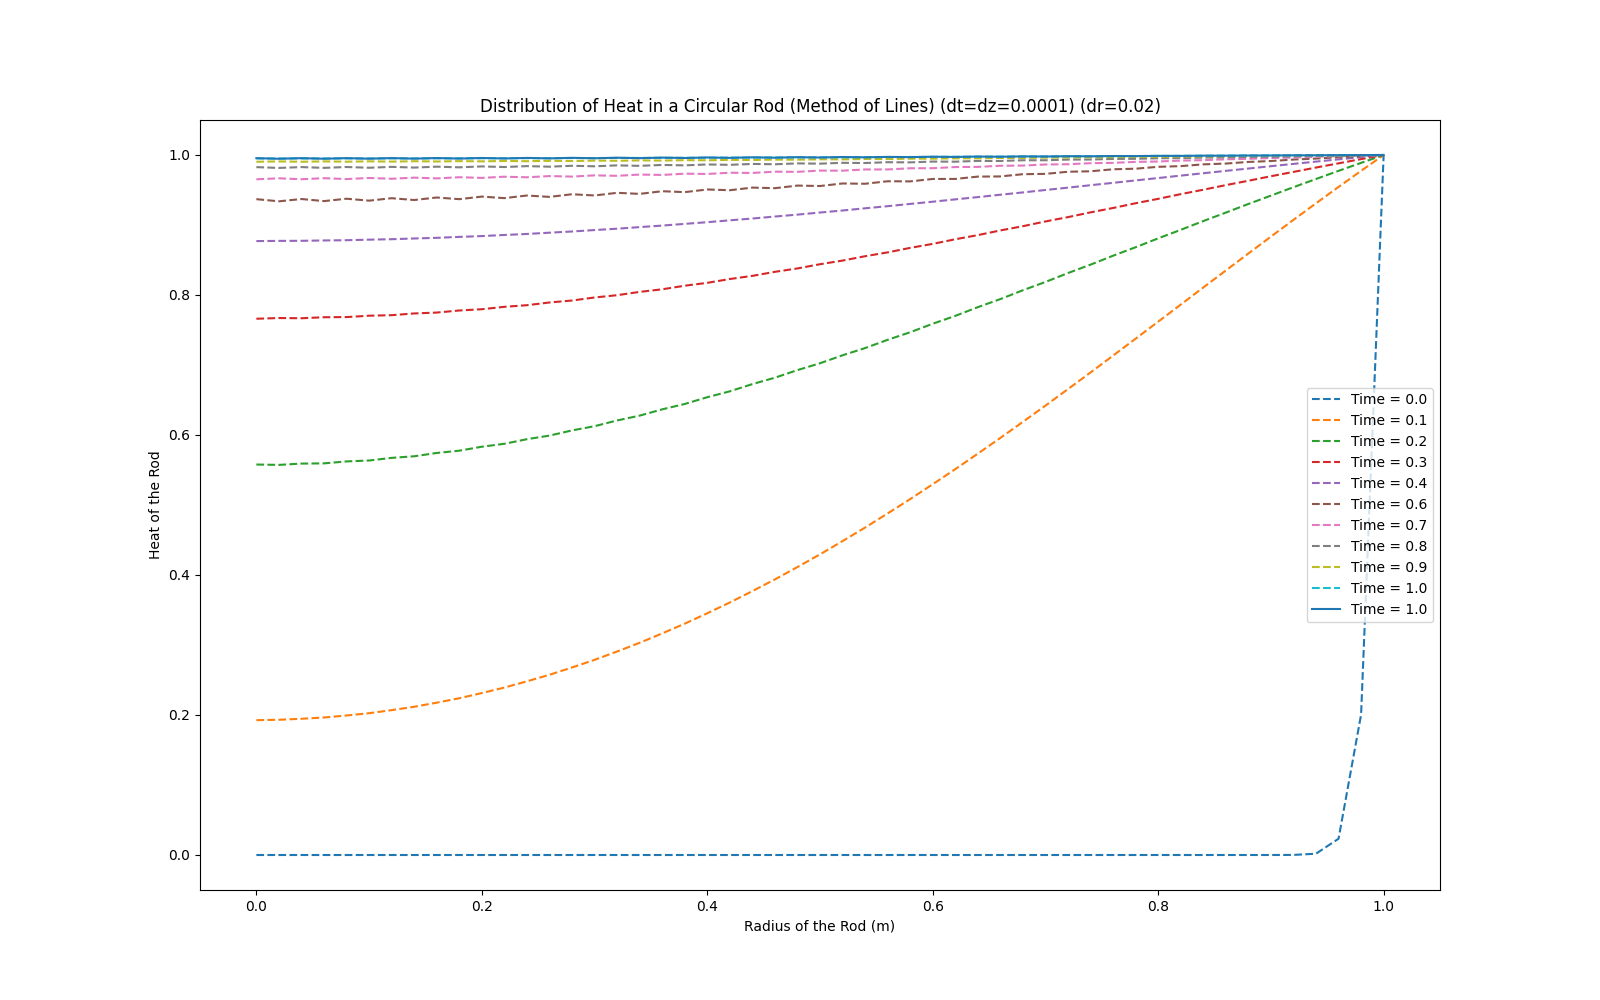 Distribution of Heat in a Circular Rod (Method of Lines) (dt=dz=0.0001) (dr=0.02)
1.0
0.8
0.6
0.4
0.2
0.0
Heat of the Rod
Time = 0.0
Time = 0.1
Time = 0.2
Time = 0.3
Time = 0.4
Time = 0.6
Time = 0.7
Time = 0.8
Time = 0.9
Time = 1.0
Time = 1.0
0.0 0.2 0.4 0.6 0.8 1.0
Radius of the Rod (m)